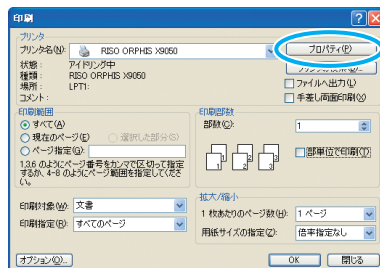 印刷
プリンタ
プリンタ名(N): RISO ORPHIS X9050 プロパティ(P)
状態: アイドリング中
種類: RISO ORPHIS X9050
場所: LPT1:
コメント:
ファイルへ出力(L)
手差し両面印刷(X)
印刷範囲
すべて(A)
現在のページ(E) 選択した部分(S)
ページ指定(G):
1,3,6 のようにページ番号をカンマで区切って指定
するか、4-8 のようにページ範囲を指定してくださ
い。
印刷部数
部数(C): 1
部単位で印刷(T)
印刷対象(W): 文書
印刷指定(R): すべてのページ
拡大/縮小
1 枚あたりのページ数(H): 1 ページ
用紙サイズの指定(Z): 倍率指定なし
オプション(O)... OK 閉じる